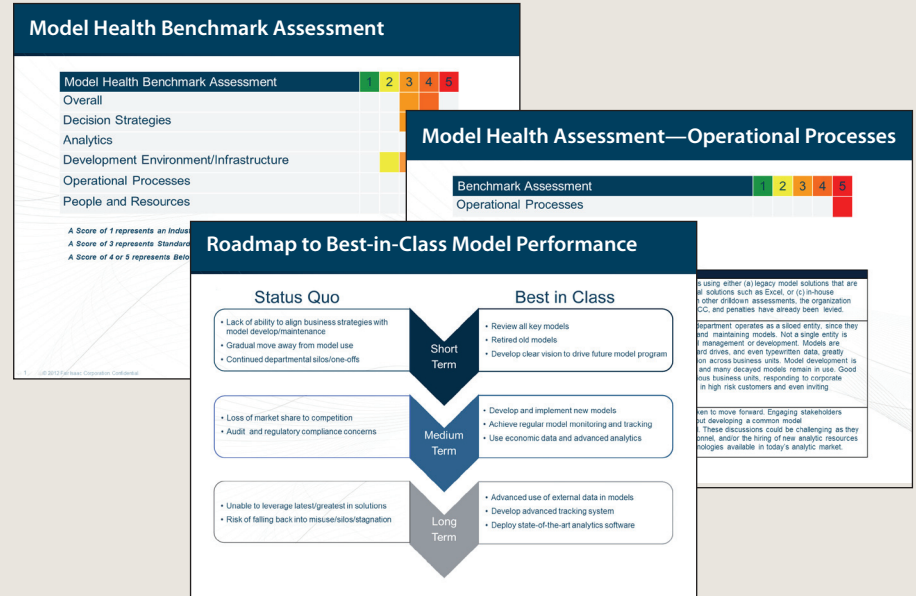 Model Health Benchmark Assessment
Model Health Benchmark Assessment 1 2 3 4 5
Overall
Decision Strategies
Analytics
Development Environment/Infrastructure
Operational Processes
People and Resources
A Score of 1 represents an Indus
A Score of 3 represents Standard
A Score of 4 or 5 represents Belo
© 2012 Fair Isaac Corporation Confidential
Model Health Assessment—Operational Processes
Benchmark Assessment 1 2 3 4 5
Operational Processes
s using either (a) legacy model solutions that are
al solutions such as Excel, or (c) in-house
other drilldown assessments, the organization
CC, and penalties have already been levied.
department operates as a siloed entity, since they
and maintaining models. Not a single entity is
management or development. Models are
ard drives, and even typewritten data, greatly
on across business units. Model development is
and many decayed models remain in use. Good
ious business units, responding to corporate
in high risk customers and even inviting
ken to move forward. Engaging stakeholders
out developing a common model
. These discussions could be challenging as they
onnel, and/or the hiring of new analytic resources
nologies available in today's analytic market.
Roadmap to Best-in-Class Model Performance
Status Quo
Best in Class
• Lack of ability to align business strategies with
model develop/maintenance
• Gradual move away from model use
• Continued departmental silos/one-offs
Short
Term
• Review all key models
• Retired old models
• Develop clear vision to drive future model program
• Loss of market share to competition
• Audit and regulatory compliance concerns
Medium
Term
• Develop and implement new models
• Achieve regular model monitoring and tracking
• Use economic data and advanced analytics
• Unable to leverage latest/greatest in solutions
• Risk of falling back into misuse/silos/stagnation
Long
Term
• Advanced use of external data in models
• Develop advanced tracking system
• Deploy state-of-the-art analytics software